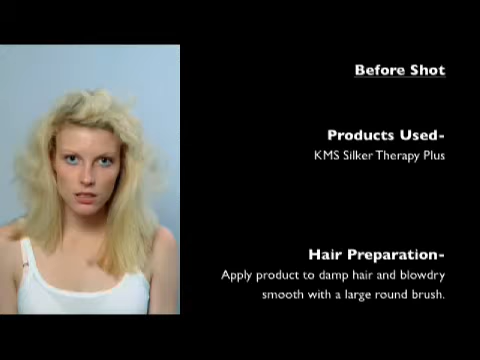 Before Shot
Products Used-
KMS Silker Therapy Plus
Hair Preparation-
Apply product to damp hair and blowdry
smooth with a large round brush.